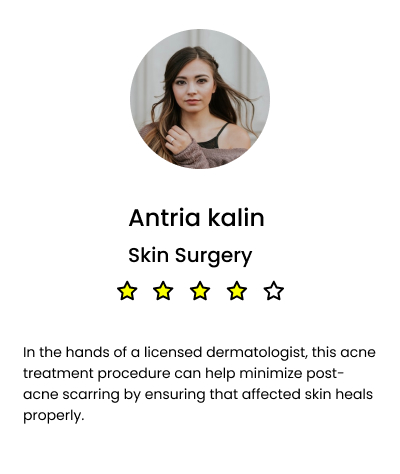 Antria kalin
Skin Surgery
In the hands of a licensed dermatologist, this acne
treatment procedure can help minimize post-
acne scarring by ensuring that affected skin heals
properly.